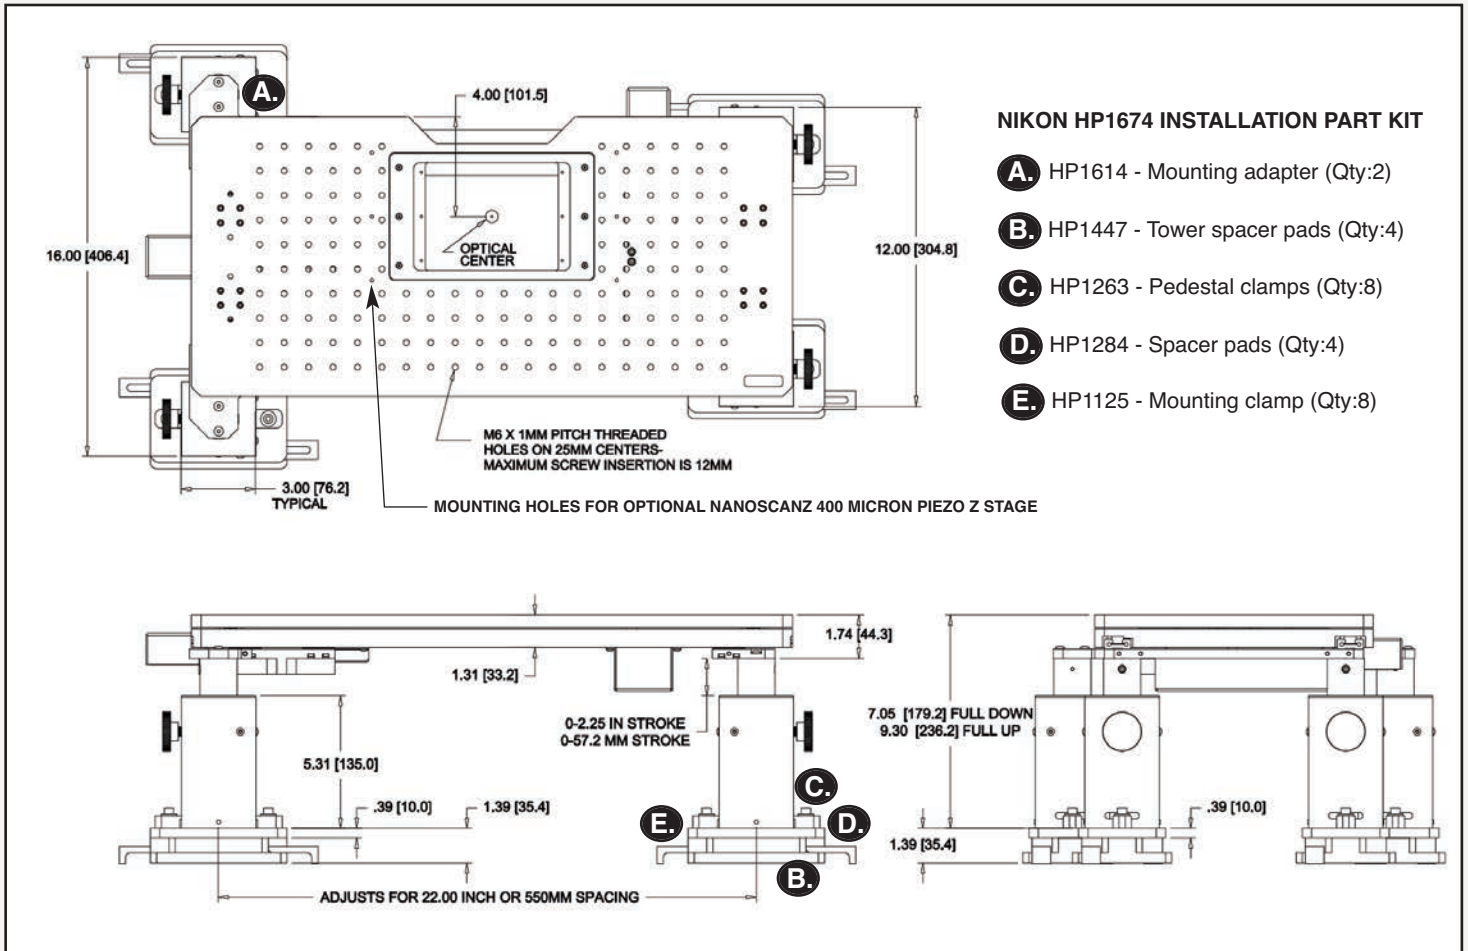 A.
4.00 [101.5]
16.00 [406.4]
OPTICAL
CENTER
12.00 [304.8]
M6 X 1MM PITCH THREADED
HOLES ON 25MM CENTERS-
MAXIMUM SCREW INSERTION IS 12MM
3.00 [76.2]
TYPICAL
MOUNTING HOLES FOR OPTIONAL NANOSCANZ 400 MICRON PIEZO Z STAGE
NIKON HP1674 INSTALLATION PART KIT
A. HP1614 - Mounting adapter (Qty:2)
B. HP1447 - Tower spacer pads (Qty:4)
C. HP1263 - Pedestal clamps (Qty:8)
D. HP1284 - Spacer pads (Qty:4)
E. HP1125 - Mounting clamp (Qty:8)
1.74 [44.3]
1.31 [33.2]
0-2.25 IN STROKE
0-57.2 MM STROKE
7.05 [179.2] FULL DOWN
9.30 [236.2] FULL UP
5.31 [135.0]
.39 [10.0]
1.39 [35.4]
C.
E.
D.
B.
.39 [10.0]
1.39 [35.4]
ADJUSTS FOR 22.00 INCH OR 550MM SPACING